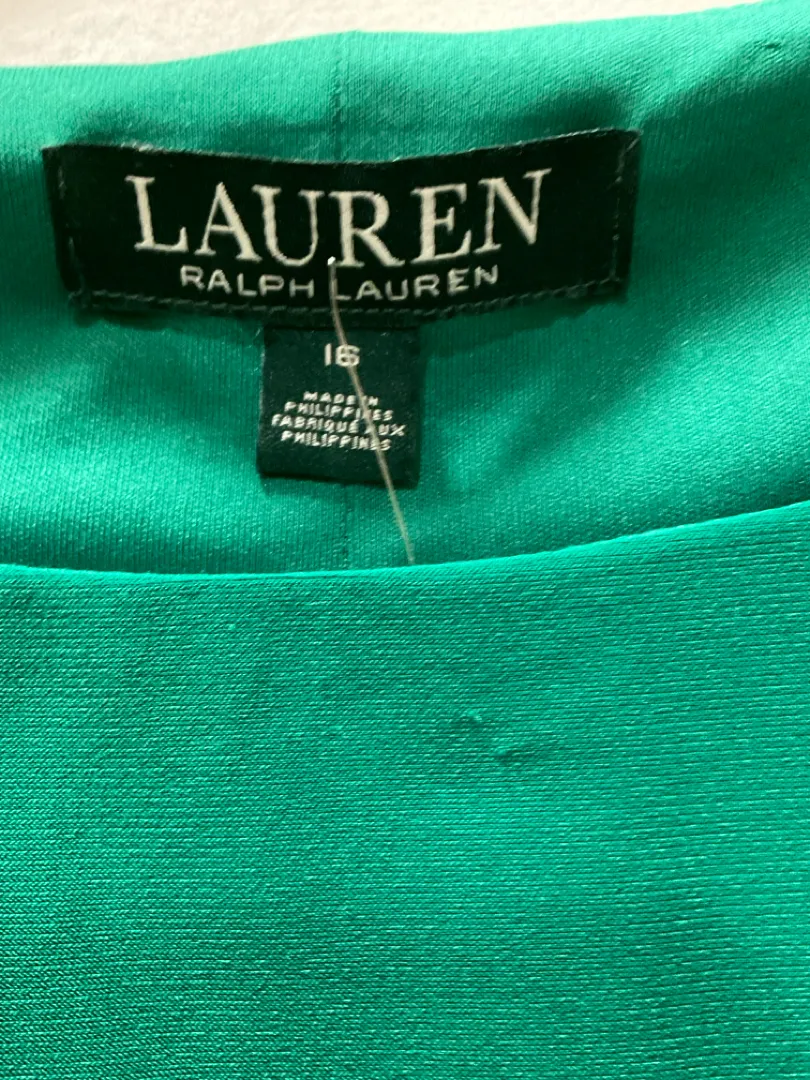 LAUREN
RALPH LAUREN
16
MADE IN
PHILIPPINES
FABRIQUÉ AUX
PHILIPPINES